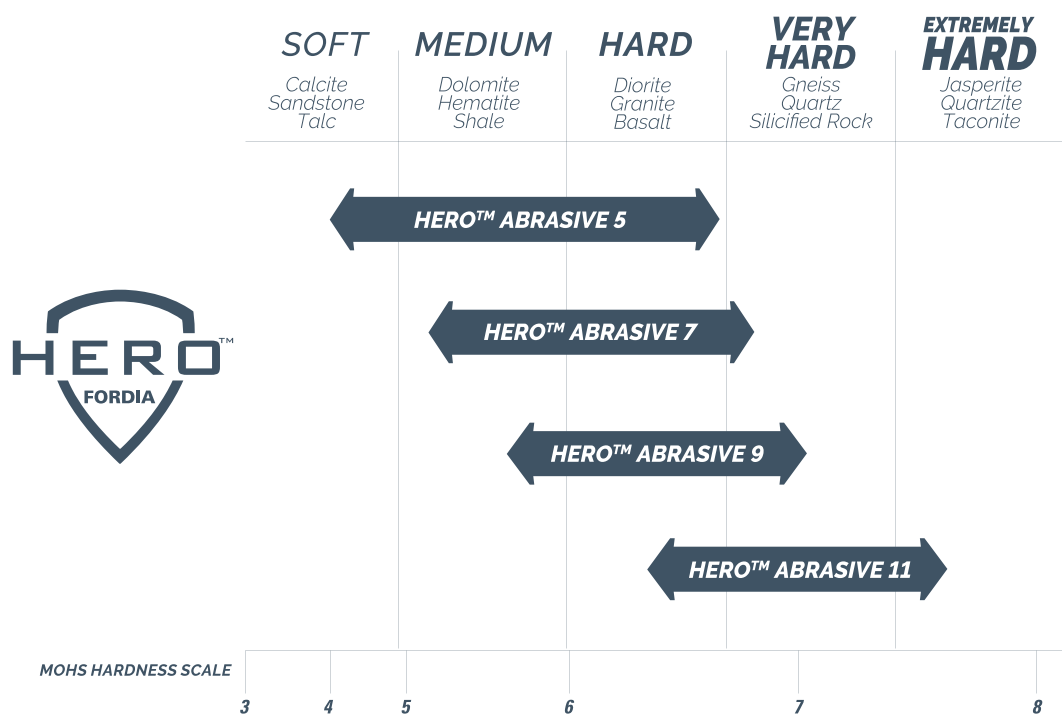 SOFT
Calcite
Sandstone
Talc
MEDIUM
Dolomite
Hematite
Shale
HARD
Diorite
Granite
Basalt
VERY
HARD
Gneiss
Quartz
Silicified Rock
EXTREMELY
HARD
Jasperite
Quartzite
Taconite
HERO™ ABRASIVE 5
HERO™ ABRASIVE 7
HERO™
FORDIA
HERO™ ABRASIVE 9
HERO™ ABRASIVE 11
MOHS HARDNESS SCALE
3 4 5 6 7 8